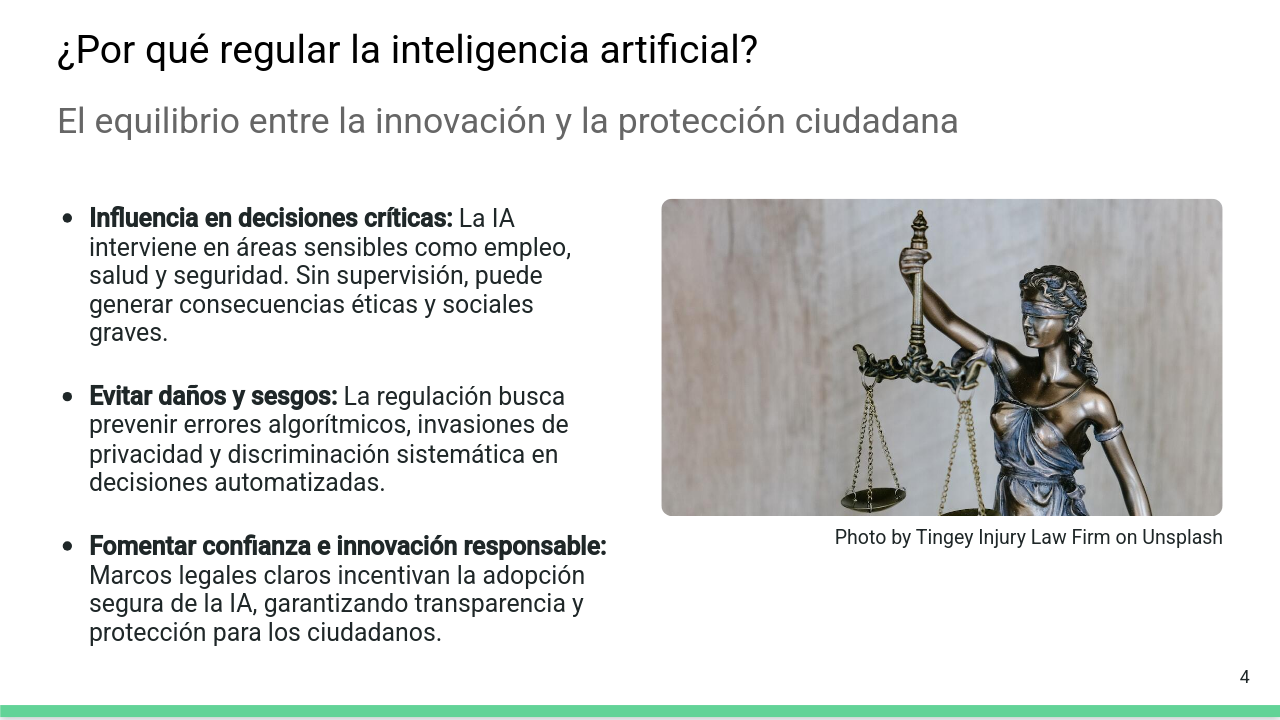 ¿Por qué regular la inteligencia artificial?
El equilibrio entre la innovación y la protección ciudadana
• Influencia en decisiones críticas: La IA
interviene en áreas sensibles como empleo,
salud y seguridad. Sin supervisión, puede
generar consecuencias éticas y sociales
graves.
• Evitar daños y sesgos: La regulación busca
prevenir errores algorítmicos, invasiones de
privacidad y discriminación sistemática en
decisiones automatizadas.
• Fomentar confianza e innovación responsable:
Marcos legales claros incentivan la adopción
segura de la IA, garantizando transparencia y
protección para los ciudadanos.
Photo by Tingey Injury Law Firm on Unsplash
4